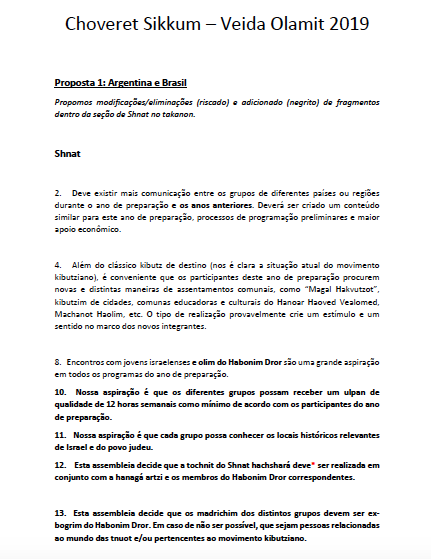 Choveret Sikkum – Veida Olamit 2019
Proposta 1: Argentina e Brasil
Propomos modificações/eliminações (riscado) e adicionado (negrito) de fragmentos
dentro da seção de Shnat no takanon.
Shnat
2. Deve existir mais comunicação entre os grupos de diferentes países ou regiões
durante o ano de preparação e os anos anteriores. Deverá ser criado um conteúdo
similar para este ano de preparação, processos de programação preliminares e maior
apoio econômico.
4. Além do clássico kibutz de destino (nos é clara a situação atual do movimento
kibutziano), é conveniente que os participantes deste ano de preparação procurem
novas e distintas maneiras de assentamentos comunais, como “Magal Hakvutzot”,
kibutzim de cidades, comunas educadoras e culturais do Hanoar Haoved Vealomed,
Machanot Haolim, etc. O tipo de realização provavelmente crie um estímulo e um
sentido no marco dos novos integrantes.
8. Encontros com jovens israelenses e olim do Habonim Dror são uma grande aspiração
em todos os programas do ano de preparação.
10. Nossa aspiração é que os diferentes grupos possam receber um ulpan de
qualidade de 12 horas semanais como mínimo de acordo com os participantes do ano
de preparação.
11. Nossa aspiração é que cada grupo possa conhecer os locais históricos relevantes
de Israel e do povo judeu.
12. Esta assembleia decide que a tochnit do Shnat hachshará deve* ser realizada em
conjunto com a hanagá artzi e os membros do Habonim Dror correspondentes.
13. Esta assembleia decide que os madrichim dos distintos grupos devem ser ex-
bogrim do Habonim Dror. Em caso de não ser possível, que sejam pessoas relacionadas
ao mundo das tnuot e/ou pertencentes ao movimento kibutziano.